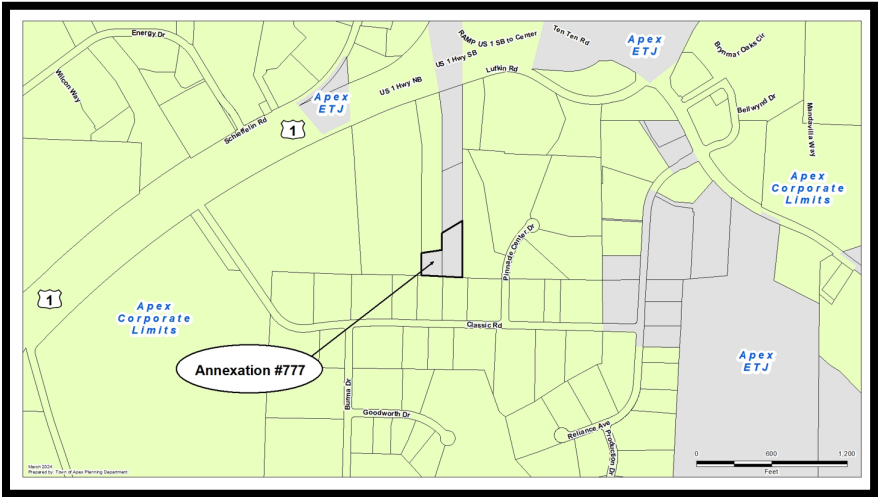 Energy Dr
Wilcon Way
Schieffelin Rd
1
Apex
ETJ
US 1 Hwy NB
US 1 Hwy SB
RAMP US 1 SB to Center
Ten Ten Rd
Lufkin Rd
Apex
ETJ
Brynmar Oaks Cir
Bellwynd Dr
Mandavilla Way
Apex
Corporate
Limits
Pinnacle Center Dr
1
Apex
Corporate
Limits
Classic Rd
Annexation #777
Burma Dr
Goodworth Dr
Reliance Ave
Production Dr
Apex
ETJ
0 600 1,200
Feet
March 2024
Prepared by: Town of Apex Planning Department